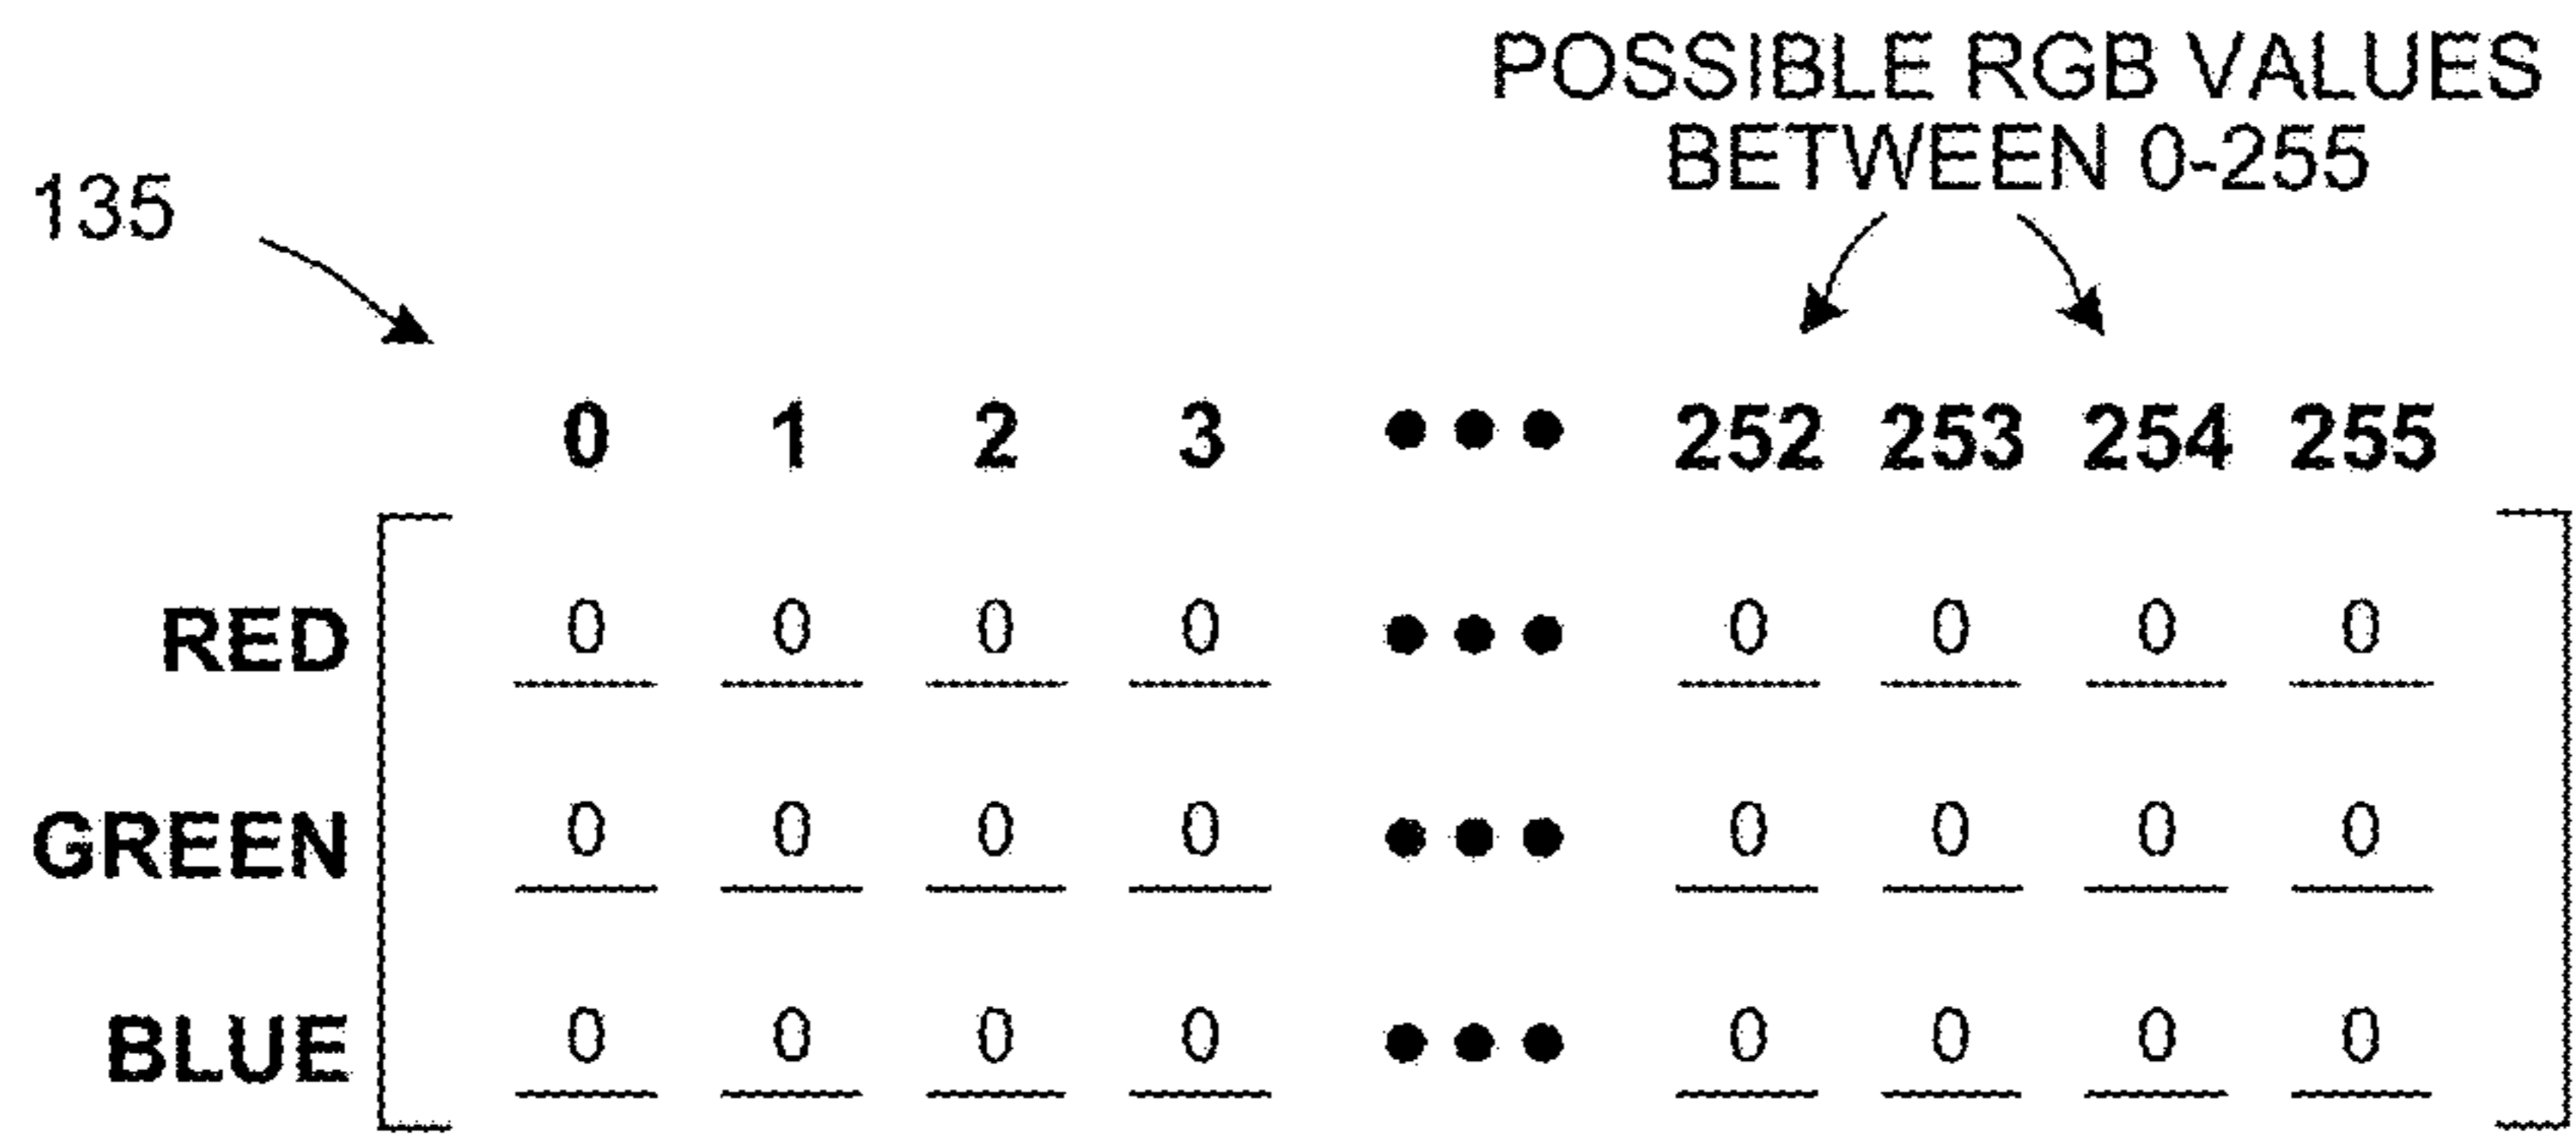 POSSIBLE RGB VALUES
BETWEEN 0-255
135
0 1 2 3 ●●● 252 253 254 255
RED 0 0 0 0 ●●● 0 0 0 0
GREEN 0 0 0 0 ●●● 0 0 0 0
BLUE 0 0 0 0 ●●● 0 0 0 0